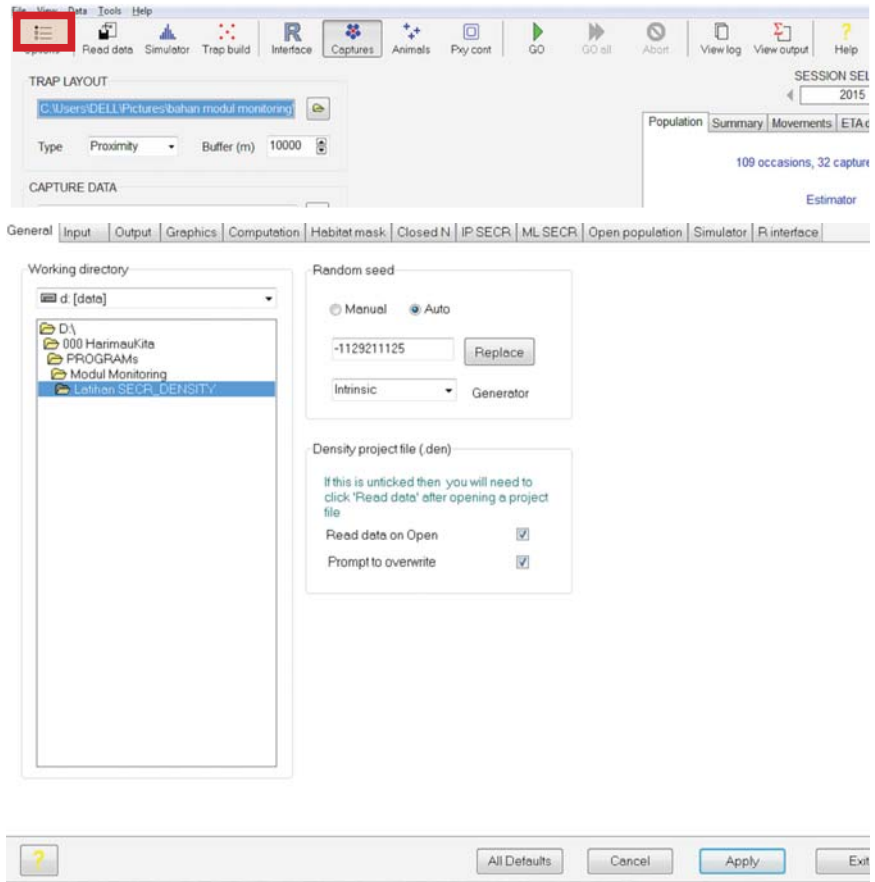 File View Data Tools Help
Options Read data Simulator Trap build Interface Captures Animals Pxy cont GO GO all Abort View log View output Help
TRAP LAYOUT
SESSION SEL
C:\Users\DELL\Pictures\bahan modul monitoring\
2015
Type Proximity Buffer (m) 10000
Population Summary Movements ETA c
109 occasions, 32 capture
CAPTURE DATA
Estimator
General Input Output Graphics Computation Habitat mask Closed N IP SECR ML SECR Open population Simulator R interface
Working directory
d: [data]
D:\
000 HarimauKita
PROGRAMs
Modul Monitoring
Latihan SECR_DENSITY
Random seed
Manual Auto
-1129211125 Replace
Intrinsic Generator
Density project file (.den)
If this is unticked then you will need to
click 'Read data' after opening a project
file
Read data on Open
Prompt to overwrite
? All Defaults Cancel Apply Exit